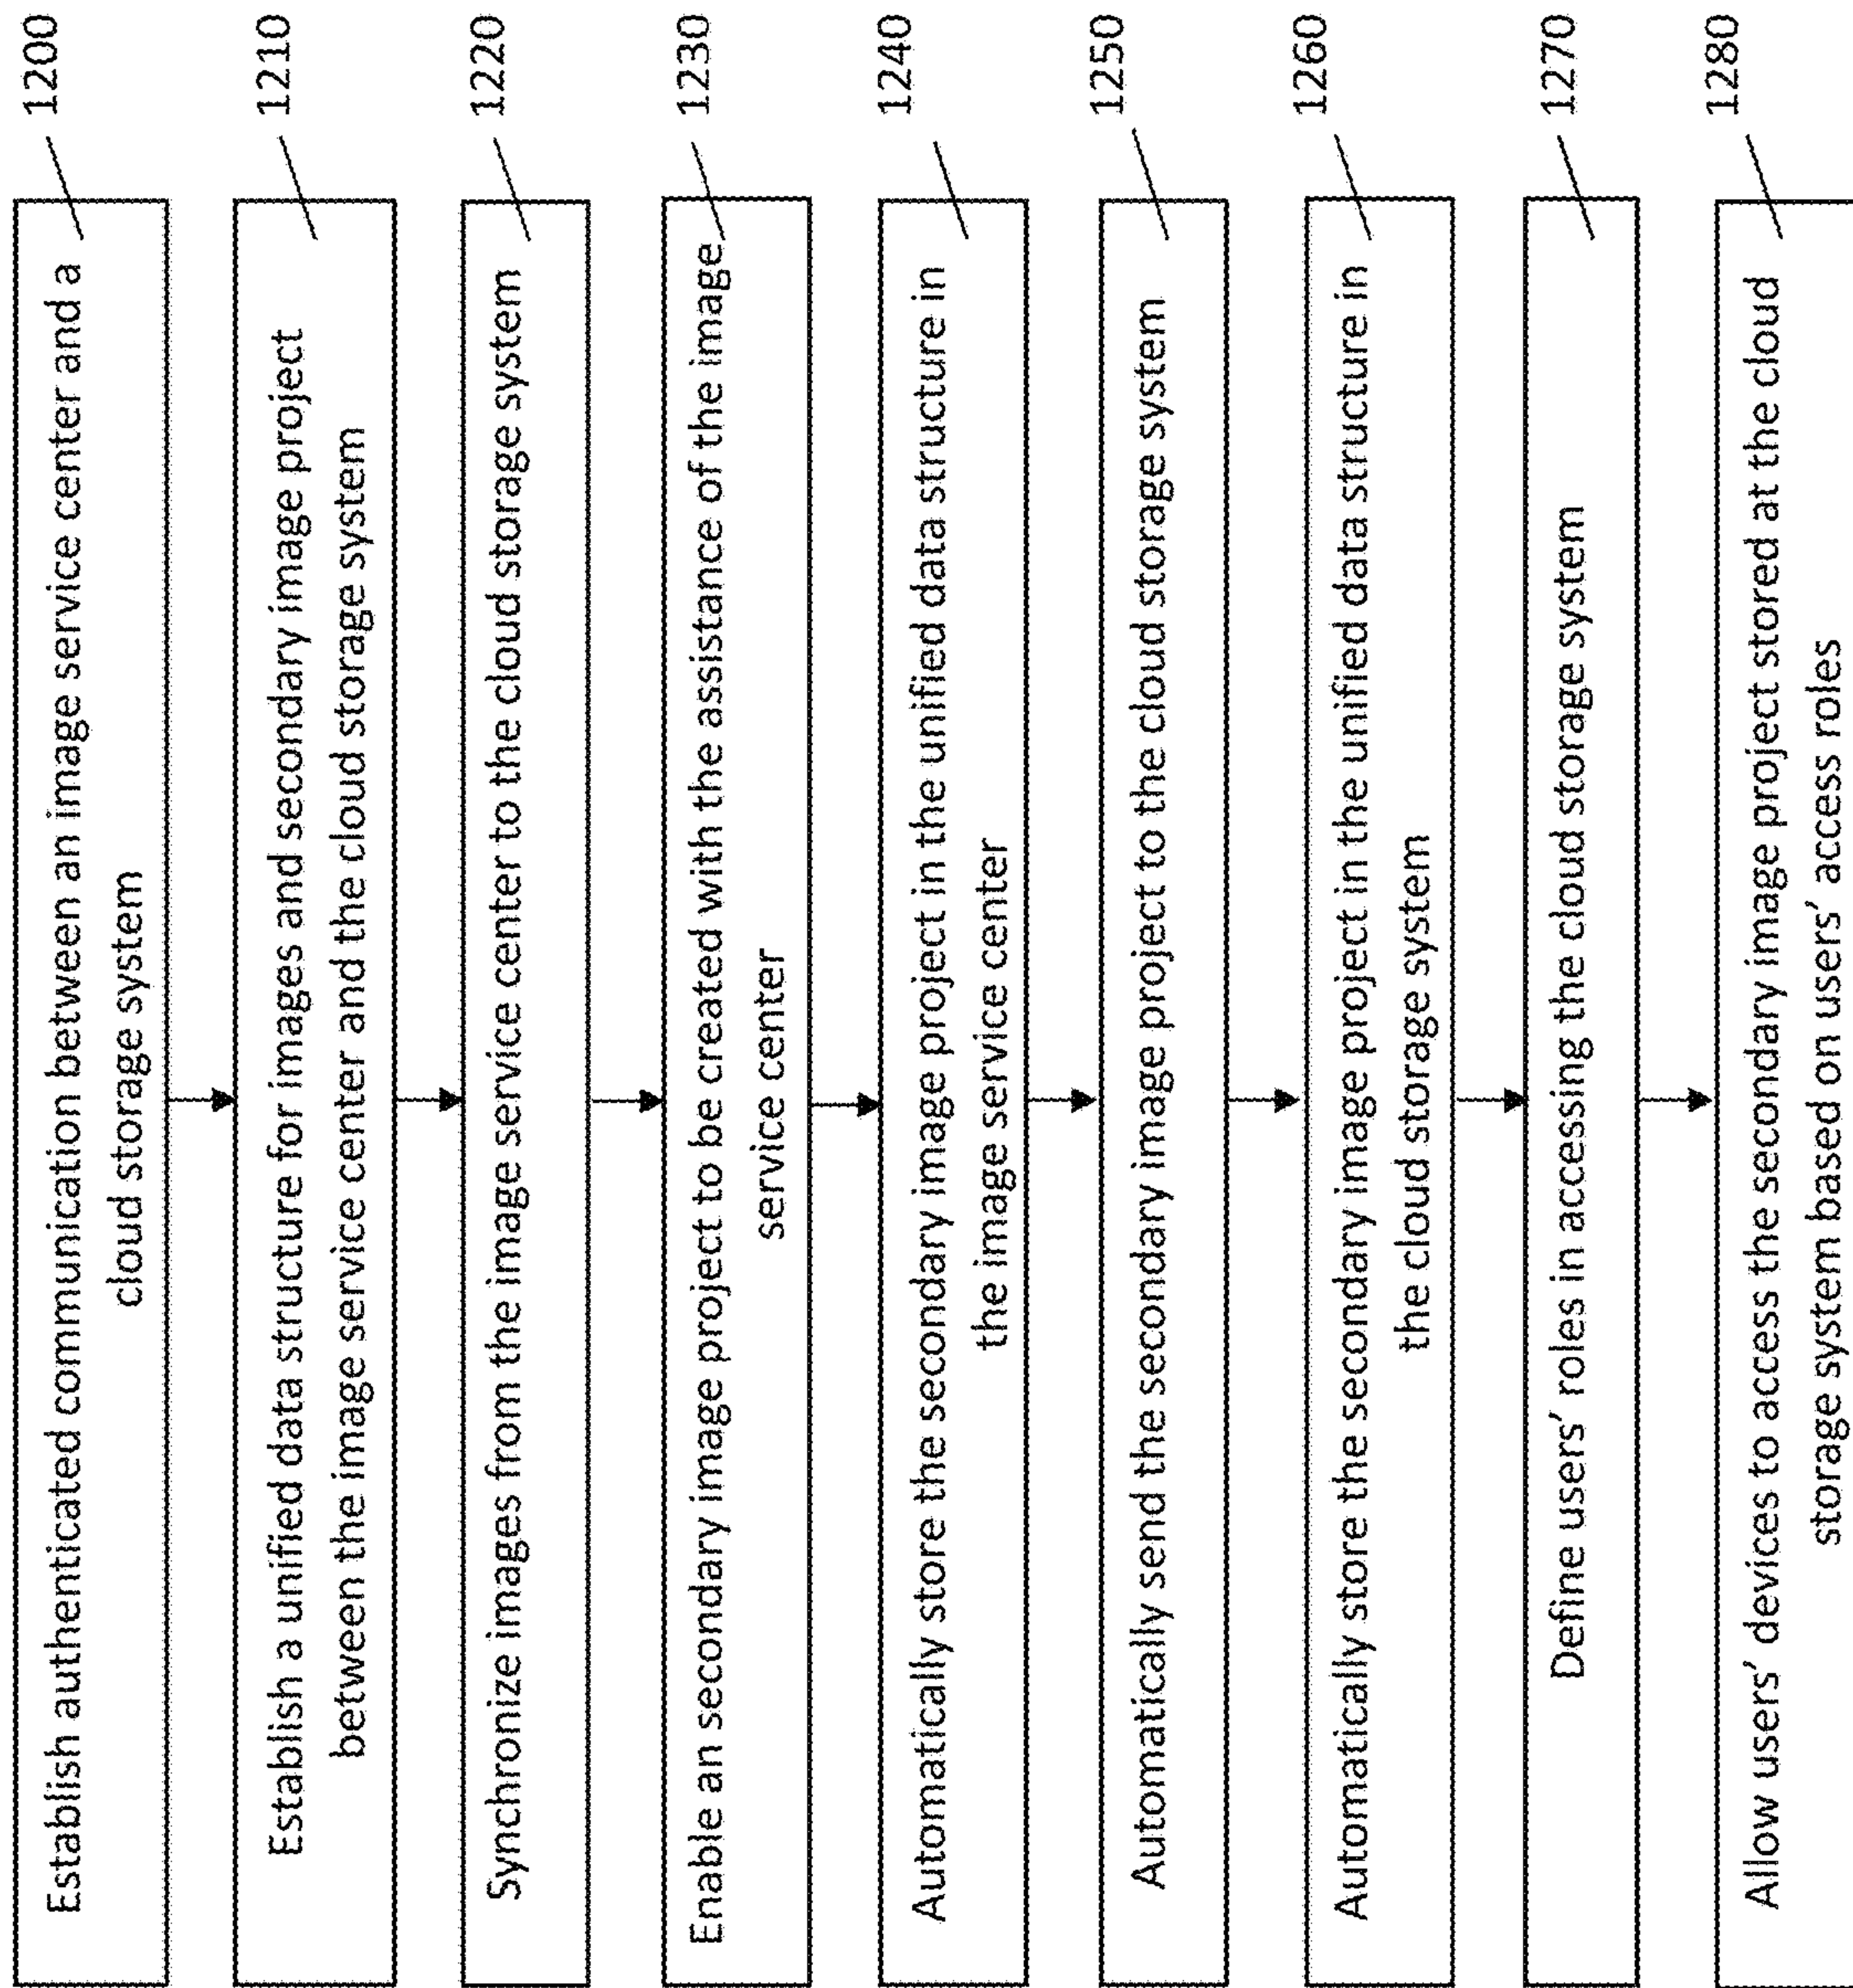 Establish authenticated communication between an image service center and a
cloud storage system
1200
Establish a unified data structure for images and secondary image project
between the image service center and the cloud storage system
1210
Synchronize images from the image service center to the cloud storage system
1220
Enable an secondary image project to be created with the assistance of the image
service center
1230
Automatically store the secondary image project in the unified data structure in
the image service center
1240
Automatically send the secondary image project to the cloud storage system
1250
Automatically store the secondary image project in the unified data structure in
the cloud storage system
1260
Define users' roles in accessing the cloud storage system
1270
Allow users' devices to access the secondary image project stored at the cloud
storage system based on users' access roles
1280